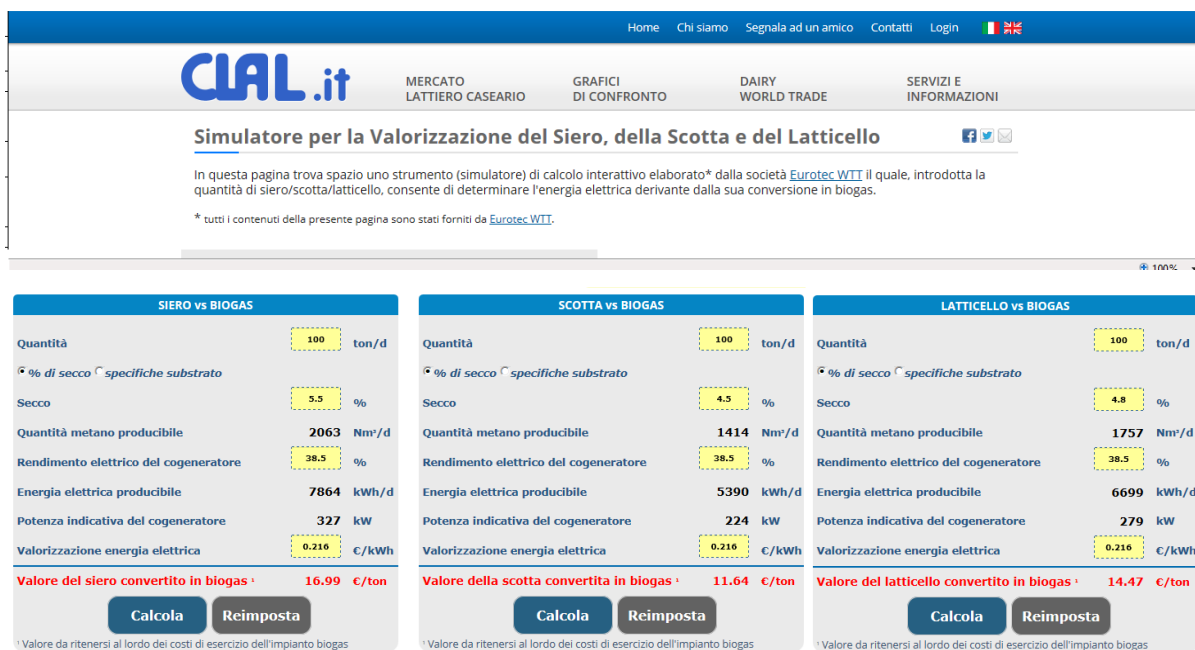 Home Chi siamo Segnala ad un amico Contatti Login
CLAL.it
MERCATO
LATTIERO CASEARIO
GRAFICI
DI CONFRONTO
DAIRY
WORLD TRADE
SERVIZI E
INFORMAZIONI
Simulatore per la Valorizzazione del Siero, della Scotta e del Latticello
In questa pagina trova spazio uno strumento (simulatore) di calcolo interattivo elaborato* dalla società Eurotec WTT il quale, introdotta la
quantità di siero/scotta/latticello, consente di determinare l'energia elettrica derivante dalla sua conversione in biogas.
* tutti i contenuti della presente pagina sono stati forniti da Eurotec WTT.
100%
SIERO vs BIOGAS
Quantità 100 ton/d
% di secco specifiche substrato
Secco 5.5 %
Quantità metano producibile 2063 Nm³/d
Rendimento elettrico del cogeneratore 38.5 %
Energia elettrica producibile 7864 kWh/d
Potenza indicativa del cogeneratore 327 kW
Valorizzazione energia elettrica 0.216 €/kWh
Valore del siero convertito in biogas ¹ 16.99 €/ton
Calcola Reimposta
¹ Valore da ritenersi al lordo dei costi di esercizio dell'impianto biogas
SCOTTA vs BIOGAS
Quantità 100 ton/d
% di secco specifiche substrato
Secco 4.5 %
Quantità metano producibile 1414 Nm³/d
Rendimento elettrico del cogeneratore 38.5 %
Energia elettrica producibile 5390 kWh/d
Potenza indicativa del cogeneratore 224 kW
Valorizzazione energia elettrica 0.216 €/kWh
Valore della scotta convertita in biogas ¹ 11.64 €/ton
Calcola Reimposta
¹ Valore da ritenersi al lordo dei costi di esercizio dell'impianto biogas
LATTICELLO vs BIOGAS
Quantità 100 ton/d
% di secco specifiche substrato
Secco 4.8 %
Quantità metano producibile 1757 Nm³/d
Rendimento elettrico del cogeneratore 38.5 %
Energia elettrica producibile 6699 kWh/d
Potenza indicativa del cogeneratore 279 kW
Valorizzazione energia elettrica 0.216 €/kWh
Valore del latticello convertito in biogas ¹ 14.47 €/ton
Calcola Reimposta
¹ Valore da ritenersi al lordo dei costi di esercizio dell'impianto biogas